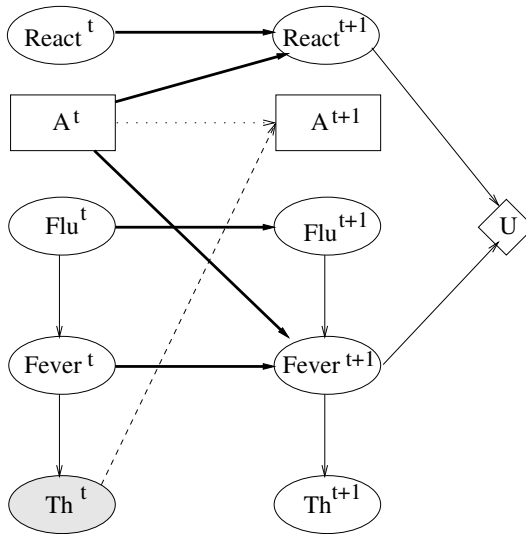 React t
React t+1
A t
A t+1
Flu t
Flu t+1
U
Fever t
Fever t+1
Th t
Th t+1